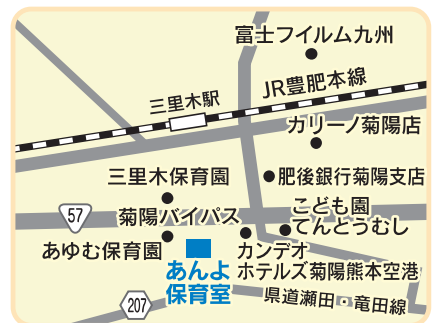 富士フイルム九州
JR豊肥本線
三里木駅
カリーノ菊陽店
三里木保育園
肥後銀行菊陽支店
57
菊陽バイパス
こども園
てんとうむし
あゆむ保育園
カンデオ
ホテルズ菊陽熊本空港
あんよ
保育室
207
県道瀬田・竜田線